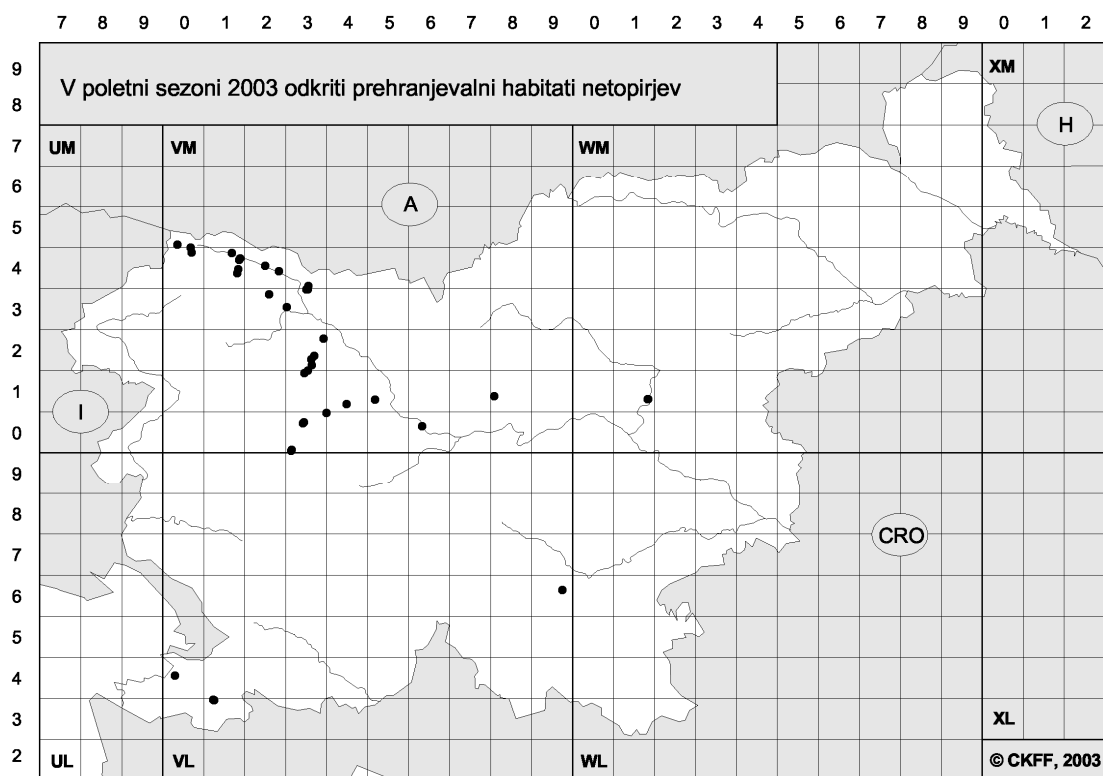 7 8 9 0 1 2 3 4 5 6 7 8 9 0 1 2 3 4 5 6 7 8 9 0 1 2
9
V poletni sezoni 2003 odkriti prehranjevalni habitati netopirjev
XM
8
H
7
UM VM WM
6
A
5
4
3
2
1
I
0
9
8
CRO
7
6
5
4
3
XL
2
UL VL WL © CKFF, 2003